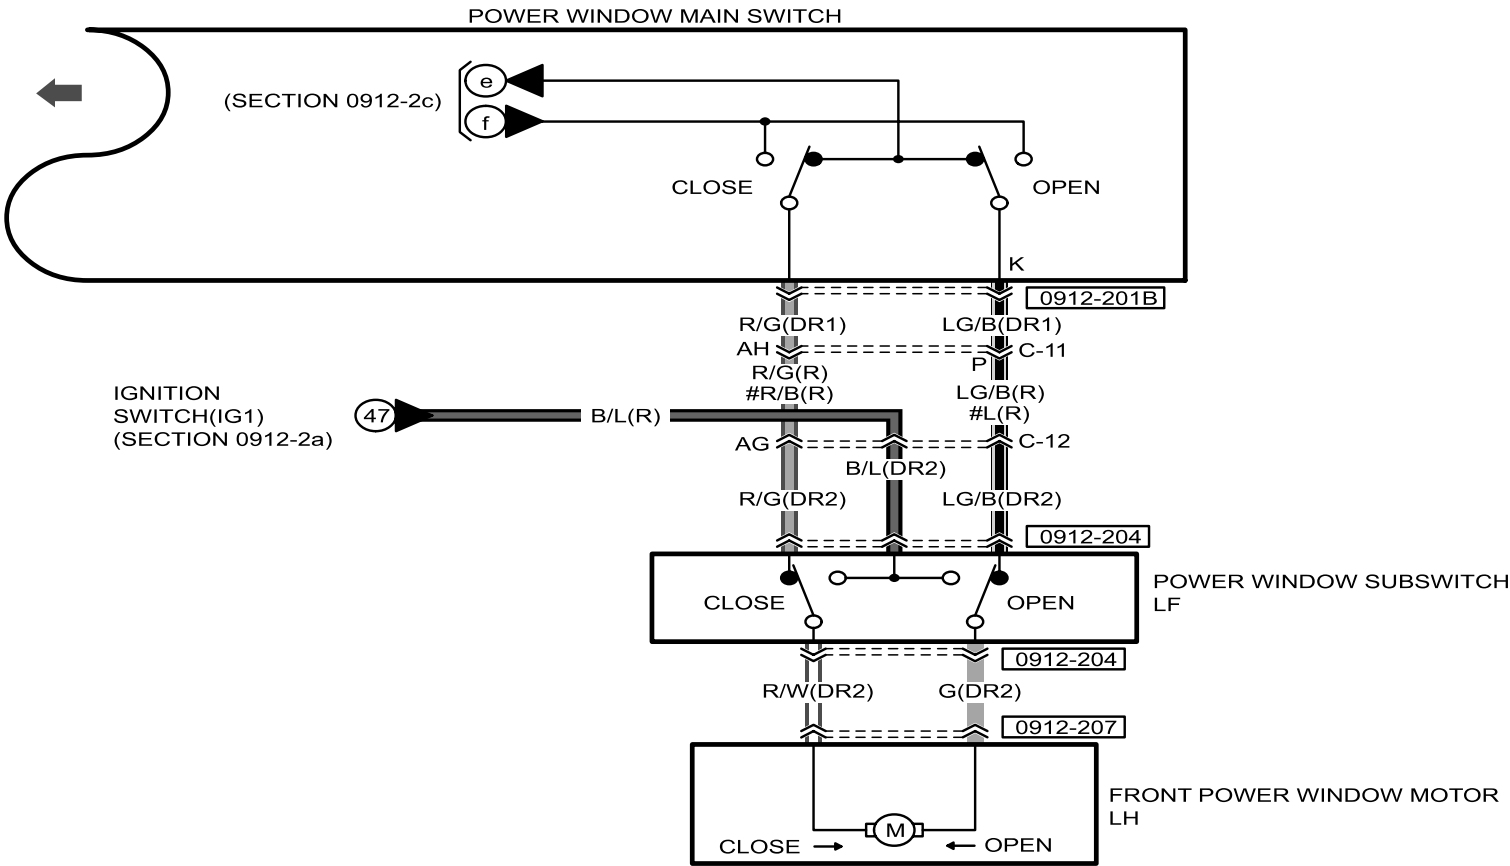 POWER WINDOW MAIN SWITCH
e
(SECTION 0912-2c)
f
CLOSE
OPEN
K
0912-201B
R/G(DR1)
LG/B(DR1)
AH
C-11
P
R/G(R)
#R/B(R)
LG/B(R)
#L(R)
IGNITION
SWITCH(IG1)
(SECTION 0912-2a)
47
B/L(R)
AG
C-12
B/L(DR2)
R/G(DR2)
LG/B(DR2)
0912-204
CLOSE
OPEN
POWER WINDOW SUBSWITCH
LF
0912-204
R/W(DR2)
G(DR2)
0912-207
M
CLOSE
OPEN
FRONT POWER WINDOW MOTOR
LH